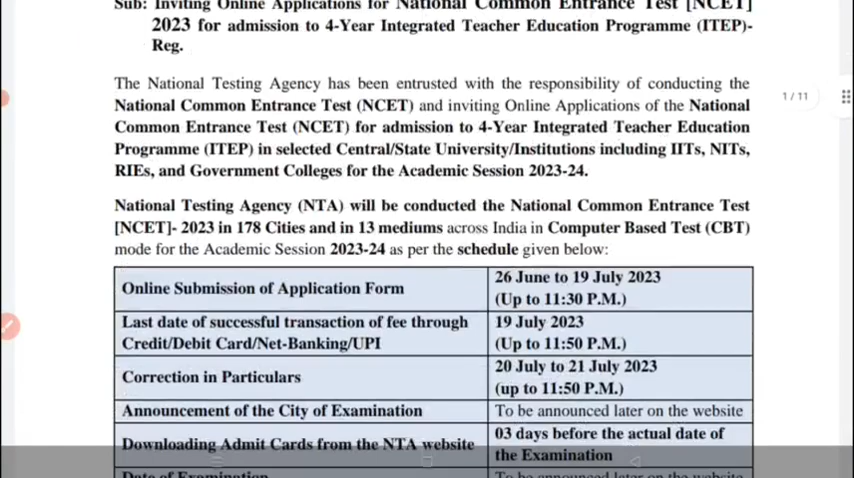 Sub: Inviting Online Applications for National Common Entrance Test [NCET]
2023 for admission to 4-Year Integrated Teacher Education Programme (ITEP)-
Reg.
The National Testing Agency has been entrusted with the responsibility of conducting the
National Common Entrance Test (NCET) and inviting Online Applications of the National
Common Entrance Test (NCET) for admission to 4-Year Integrated Teacher Education
Programme (ITEP) in selected Central/State University/Institutions including IITs, NITs,
RIEs, and Government Colleges for the Academic Session 2023-24.
1/11
National Testing Agency (NTA) will be conducted the National Common Entrance Test
[NCET]- 2023 in 178 Cities and in 13 mediums across India in Computer Based Test (CBT)
mode for the Academic Session 2023-24 as per the schedule given below:
Online Submission of Application Form
26 June to 19 July 2023
(Up to 11:30 P.M.)
Last date of successful transaction of fee through
Credit/Debit Card/Net-Banking/UPI
19 July 2023
(Up to 11:50 P.M.)
Correction in Particulars
20 July to 21 July 2023
(up to 11:50 P.M.)
Announcement of the City of Examination
To be announced later on the website
Downloading Admit Cards from the NTA website
03 days before the actual date of
the Examination
Date of Examination
To be announced later on the website